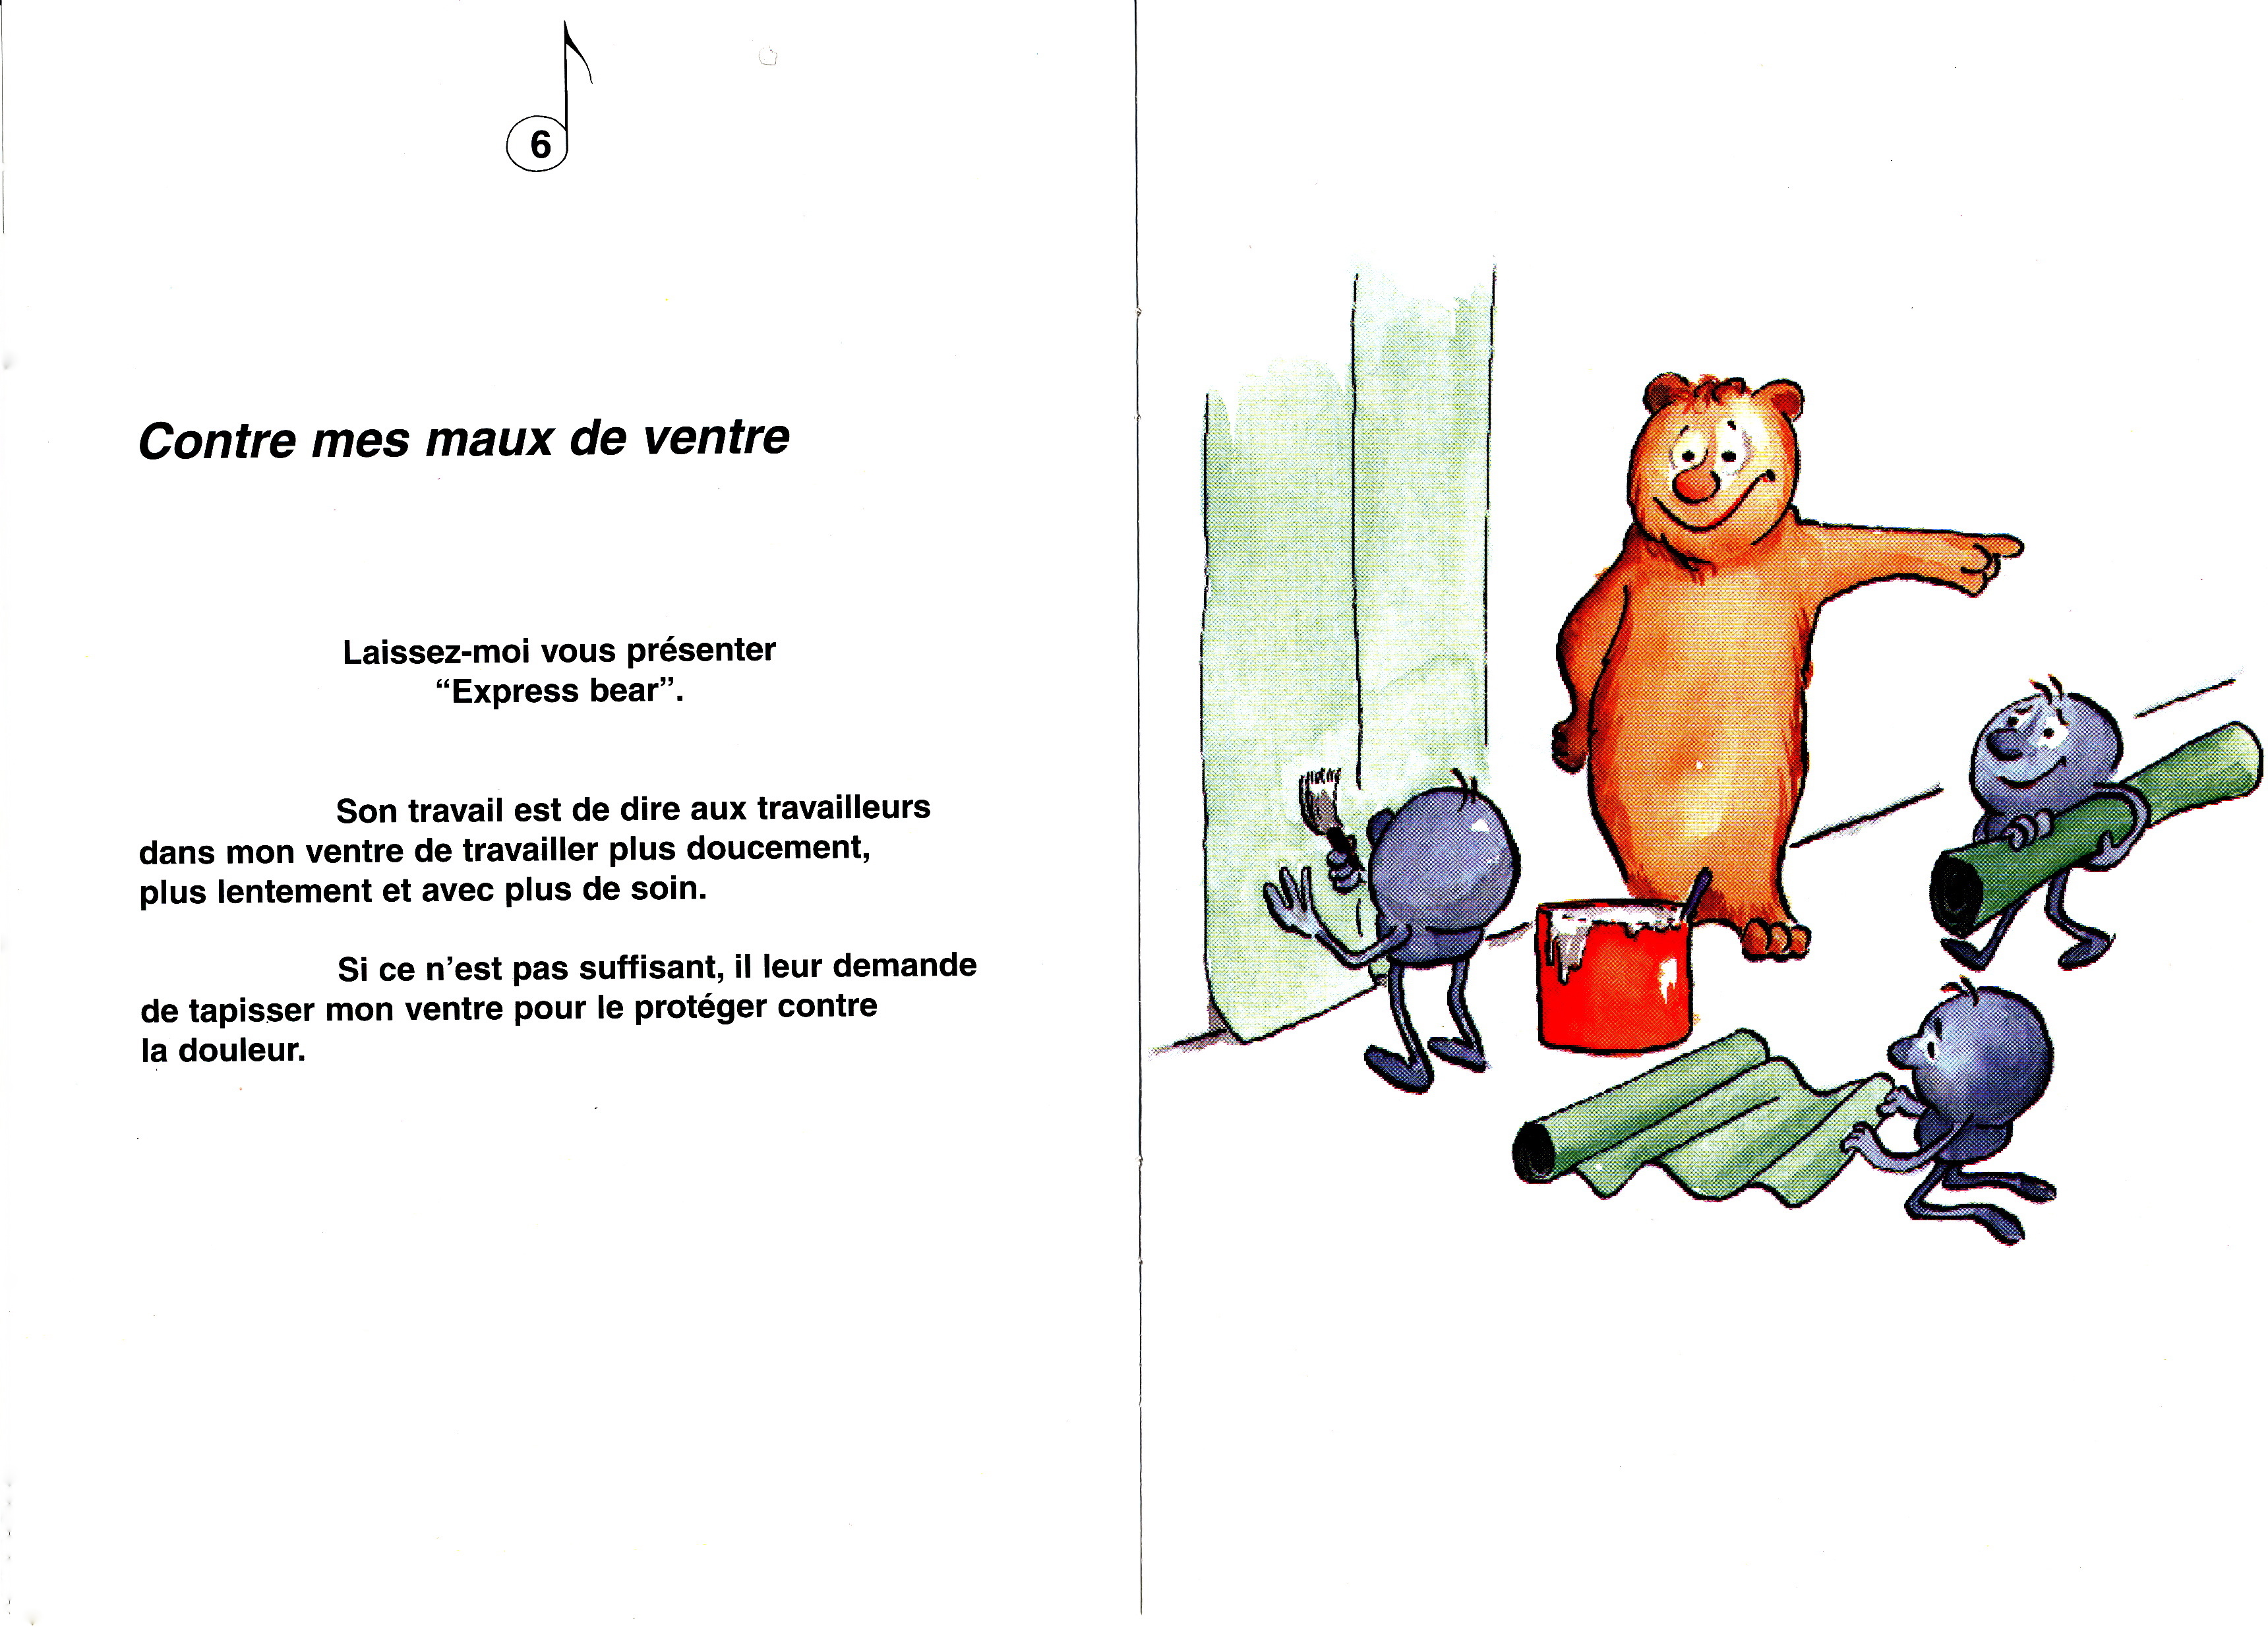 6
Contre mes maux de ventre
Laissez-moi vous présenter
“Express bear”.
Son travail est de dire aux travailleurs
dans mon ventre de travailler plus doucement,
plus lentement et avec plus de soin.
Si ce n’est pas suffisant, il leur demande
de tapisser mon ventre pour le protéger contre
la douleur.